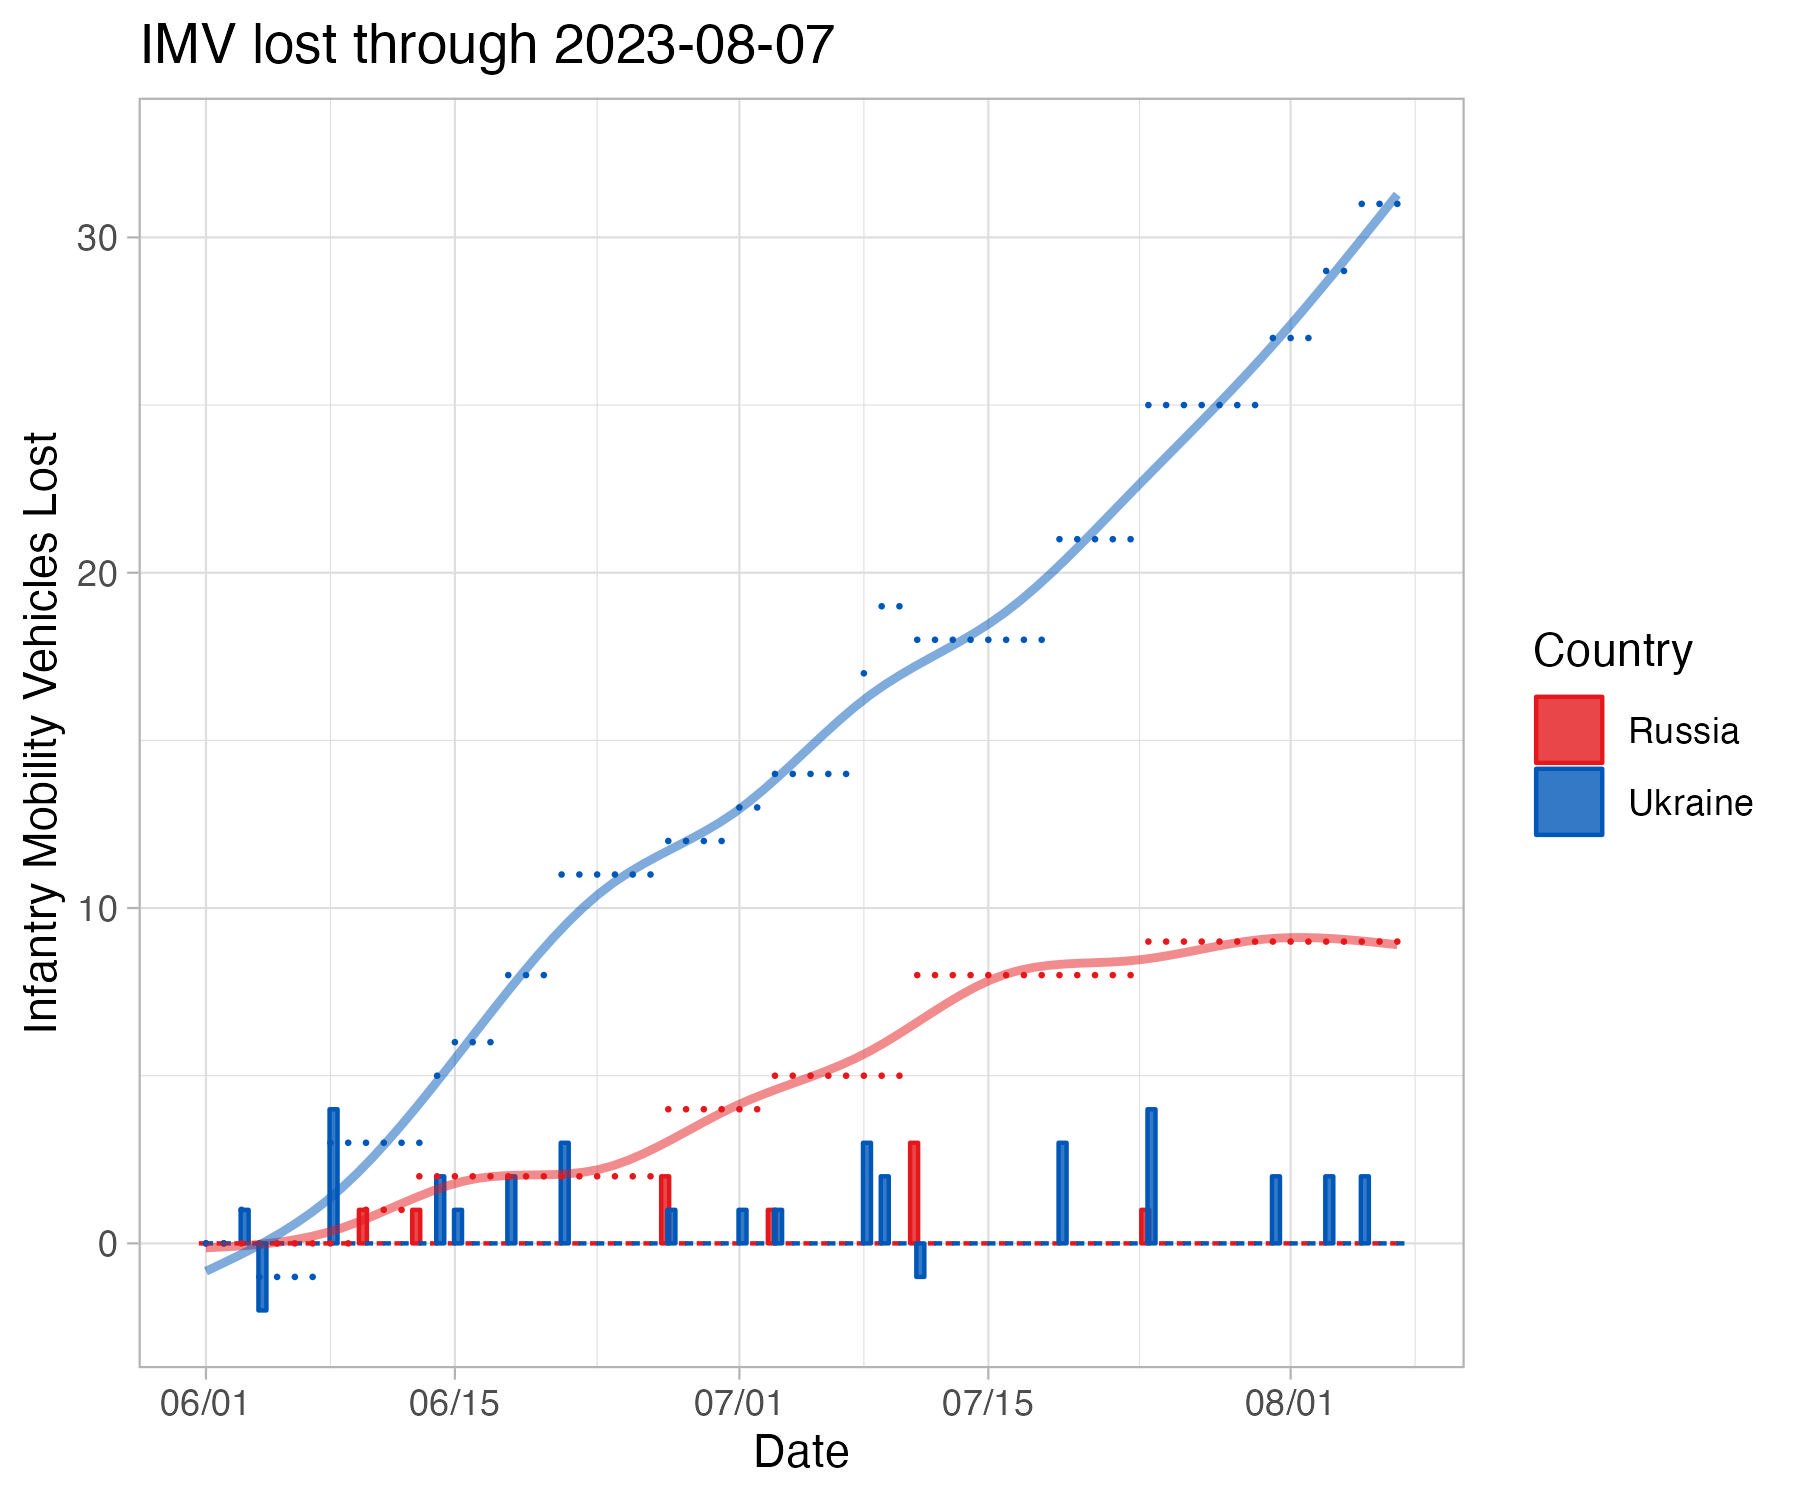 IMV lost through 2023-08-07
Infantry Mobility Vehicles Lost
30
20
10
0
06/01
06/15
07/01
07/15
08/01
Date
Country
Russia
Ukraine